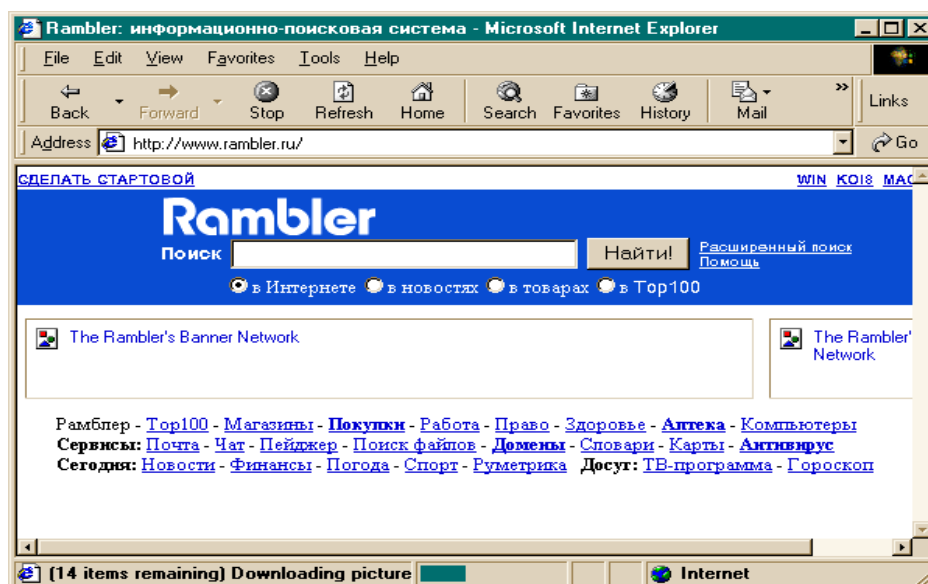 Rambler: информационно-поисковая система - Microsoft Internet Explorer
File Edit View Favorites Tools Help
Back Forward Stop Refresh Home Search Favorites History Mail » Links
Address http://www.rambler.ru/ Go
СДЕЛАТЬ СТАРТОВОЙ WIN KOI8 MAC
Rambler
Поиск Найти! Расширенный поиск
Помощь
в Интернете в новостях в товарах в Top100
The Rambler's Banner Network The Rambler'
Network
Рамблер - Top100 - Магазины - Покупки - Работа - Право - Здоровье - Аптека - Компьютеры
Сервисы: Почта - Чат - Пейджер - Поиск файлов - Домены - Словари - Карты - Антивирус
Сегодня: Новости - Финансы - Погода - Спорт - Руметрика Досуг: ТВ-программа - Гороскоп
(14 items remaining) Downloading picture Internet